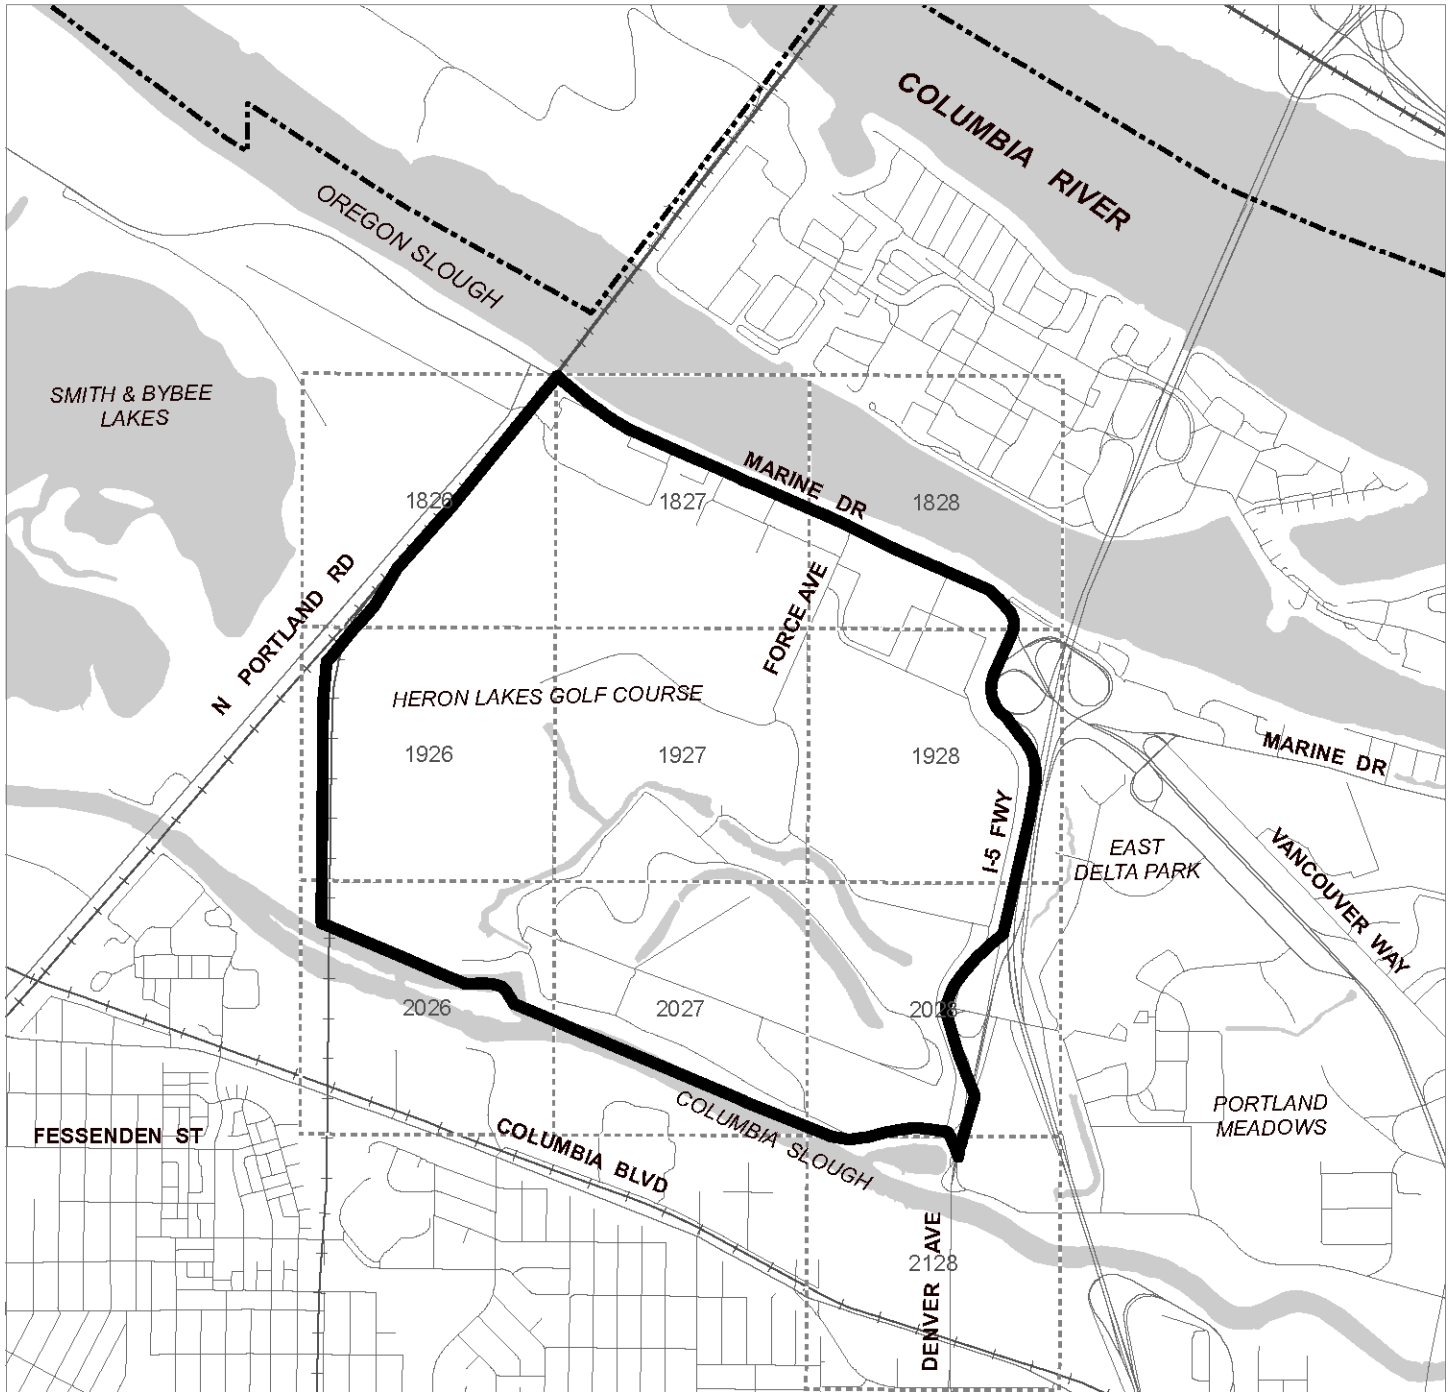 COLUMBIA RIVER
OREGON SLOUGH
SMITH & BYBEE
LAKES
MARINE DR
1826
1827
1828
N PORTLAND RD
FORCE AVE
HERON LAKES GOLF COURSE
1926
1927
1928
MARINE DR
I-5 FWY
EAST
DELTA PARK
VANCOUVER WAY
2026
2027
2028
COLUMBIA SLOUGH
PORTLAND
MEADOWS
FESSENDEN ST
COLUMBIA BLVD
DENVER AVE
2128